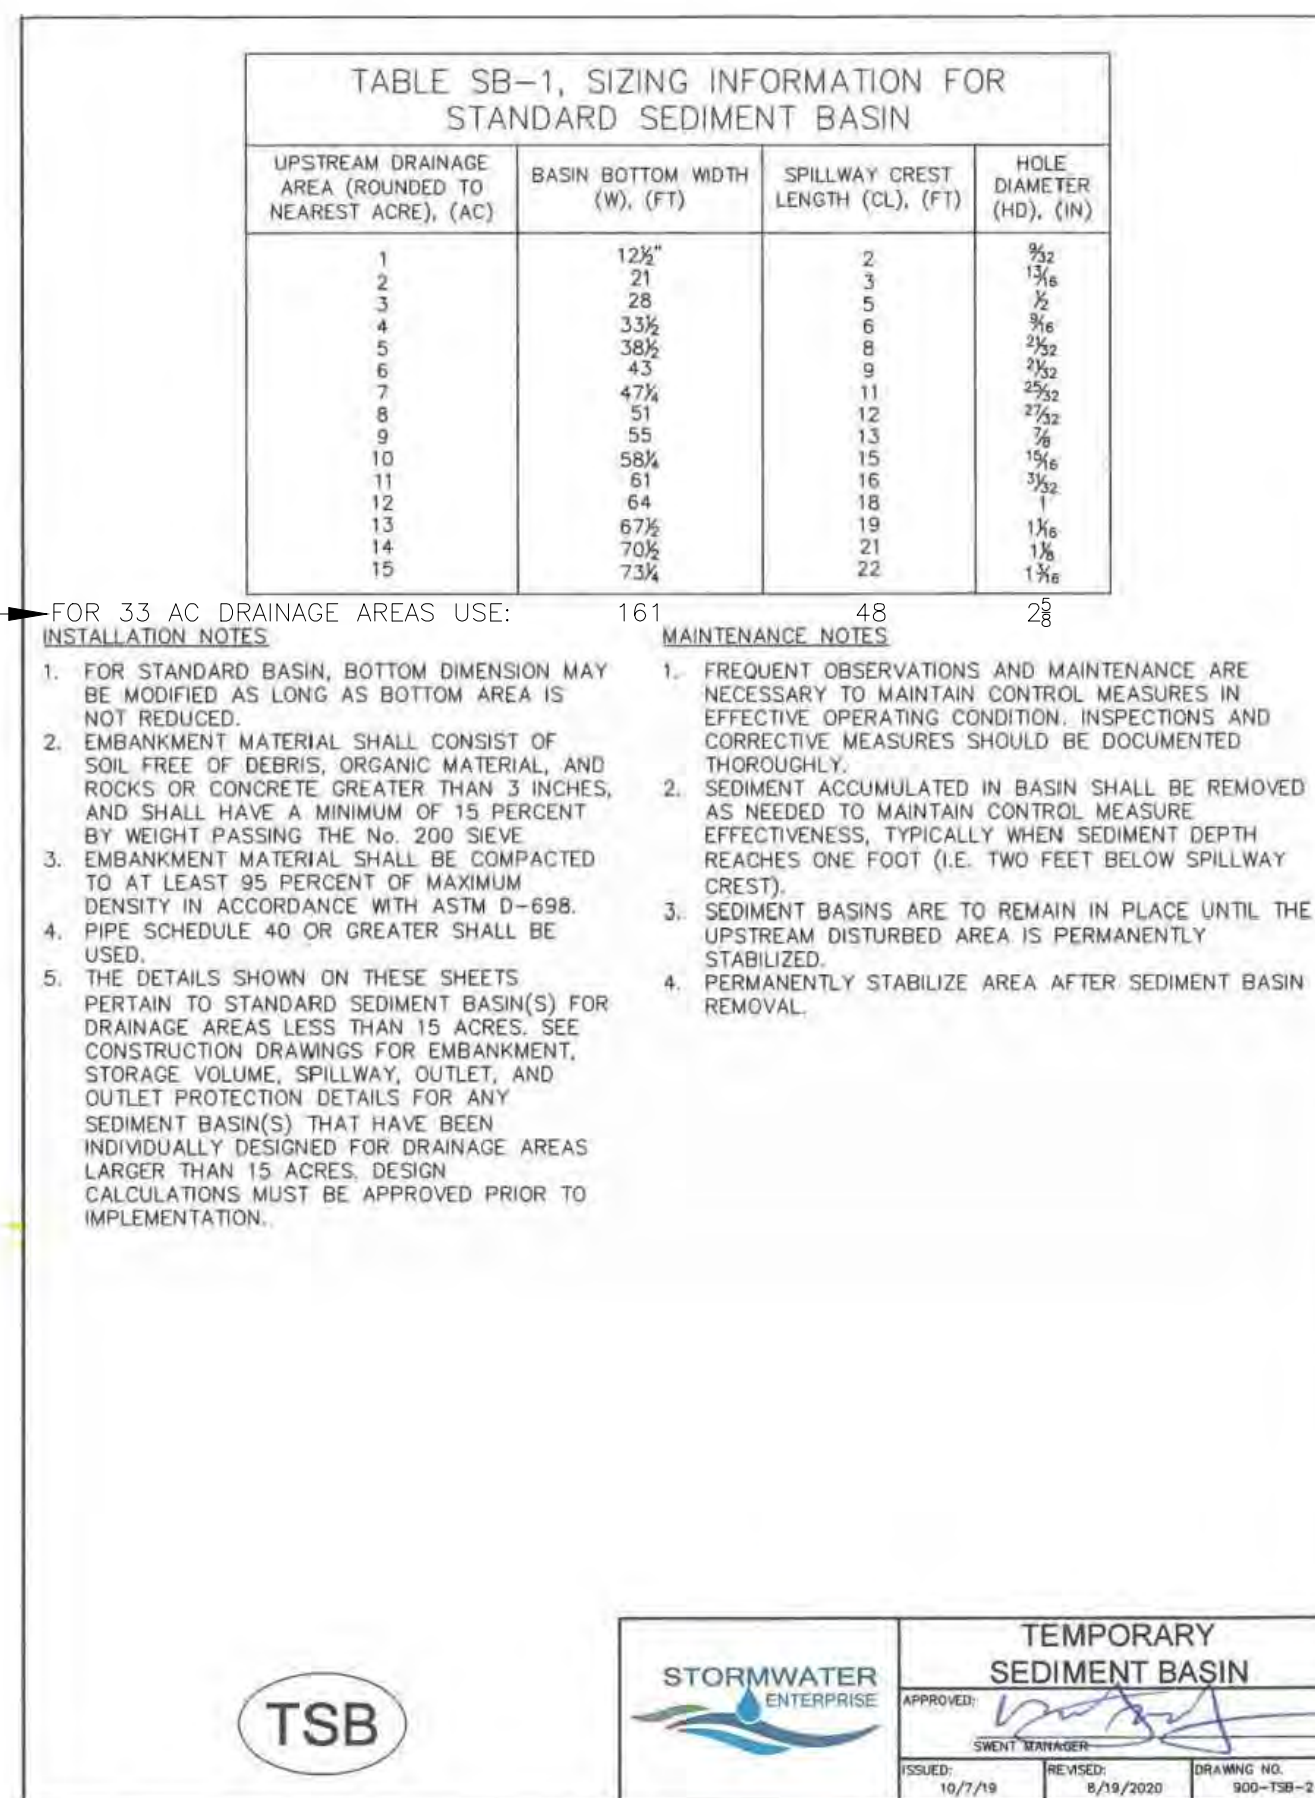 TABLE SB-1, SIZING INFORMATION FOR
STANDARD SEDIMENT BASIN
UPSTREAM DRAINAGE
AREA (ROUNDED TO
NEAREST ACRE), (AC)
BASIN BOTTOM WIDTH
(W), (FT)
SPILLWAY CREST
LENGTH (CL), (FT)
HOLE
DIAMETER
(HD), (IN)
1 12½" 2 9/32
2 21 3 13/16
3 28 5 ½
4 33½ 6 9/16
5 38½ 8 21/32
6 43 9 21/32
7 47¼ 11 25/32
8 51 12 27/32
9 55 13 7/8
10 58¼ 15 15/16
11 61 16 31/32
12 64 18 1
13 67½ 19 1 1/16
14 70½ 21 1 1/8
15 73¼ 22 1 3/16
FOR 33 AC DRAINAGE AREAS USE: 161 48 2 5/8
INSTALLATION NOTES
1. FOR STANDARD BASIN, BOTTOM DIMENSION MAY
BE MODIFIED AS LONG AS BOTTOM AREA IS
NOT REDUCED.
2. EMBANKMENT MATERIAL SHALL CONSIST OF
SOIL FREE OF DEBRIS, ORGANIC MATERIAL, AND
ROCKS OR CONCRETE GREATER THAN 3 INCHES,
AND SHALL HAVE A MINIMUM OF 15 PERCENT
BY WEIGHT PASSING THE No. 200 SIEVE
3. EMBANKMENT MATERIAL SHALL BE COMPACTED
TO AT LEAST 95 PERCENT OF MAXIMUM
DENSITY IN ACCORDANCE WITH ASTM D-698.
4. PIPE SCHEDULE 40 OR GREATER SHALL BE
USED.
5. THE DETAILS SHOWN ON THESE SHEETS
PERTAIN TO STANDARD SEDIMENT BASIN(S) FOR
DRAINAGE AREAS LESS THAN 15 ACRES. SEE
CONSTRUCTION DRAWINGS FOR EMBANKMENT,
STORAGE VOLUME, SPILLWAY, OUTLET, AND
OUTLET PROTECTION DETAILS FOR ANY
SEDIMENT BASIN(S) THAT HAVE BEEN
INDIVIDUALLY DESIGNED FOR DRAINAGE AREAS
LARGER THAN 15 ACRES. DESIGN
CALCULATIONS MUST BE APPROVED PRIOR TO
IMPLEMENTATION.
MAINTENANCE NOTES
1. FREQUENT OBSERVATIONS AND MAINTENANCE ARE
NECESSARY TO MAINTAIN CONTROL MEASURES IN
EFFECTIVE OPERATING CONDITION. INSPECTIONS AND
CORRECTIVE MEASURES SHOULD BE DOCUMENTED
THOROUGHLY.
2. SEDIMENT ACCUMULATED IN BASIN SHALL BE REMOVED
AS NEEDED TO MAINTAIN CONTROL MEASURE
EFFECTIVENESS, TYPICALLY WHEN SEDIMENT DEPTH
REACHES ONE FOOT (I.E. TWO FEET BELOW SPILLWAY
CREST).
3. SEDIMENT BASINS ARE TO REMAIN IN PLACE UNTIL THE
UPSTREAM DISTURBED AREA IS PERMANENTLY
STABILIZED.
4. PERMANENTLY STABILIZE AREA AFTER SEDIMENT BASIN
REMOVAL.
TSB
STORMWATER
ENTERPRISE
TEMPORARY
SEDIMENT BASIN
APPROVED:
SWENT MANAGER
ISSUED:
10/7/19
REVISED:
8/19/2020
DRAWING NO.
900-TSB-2